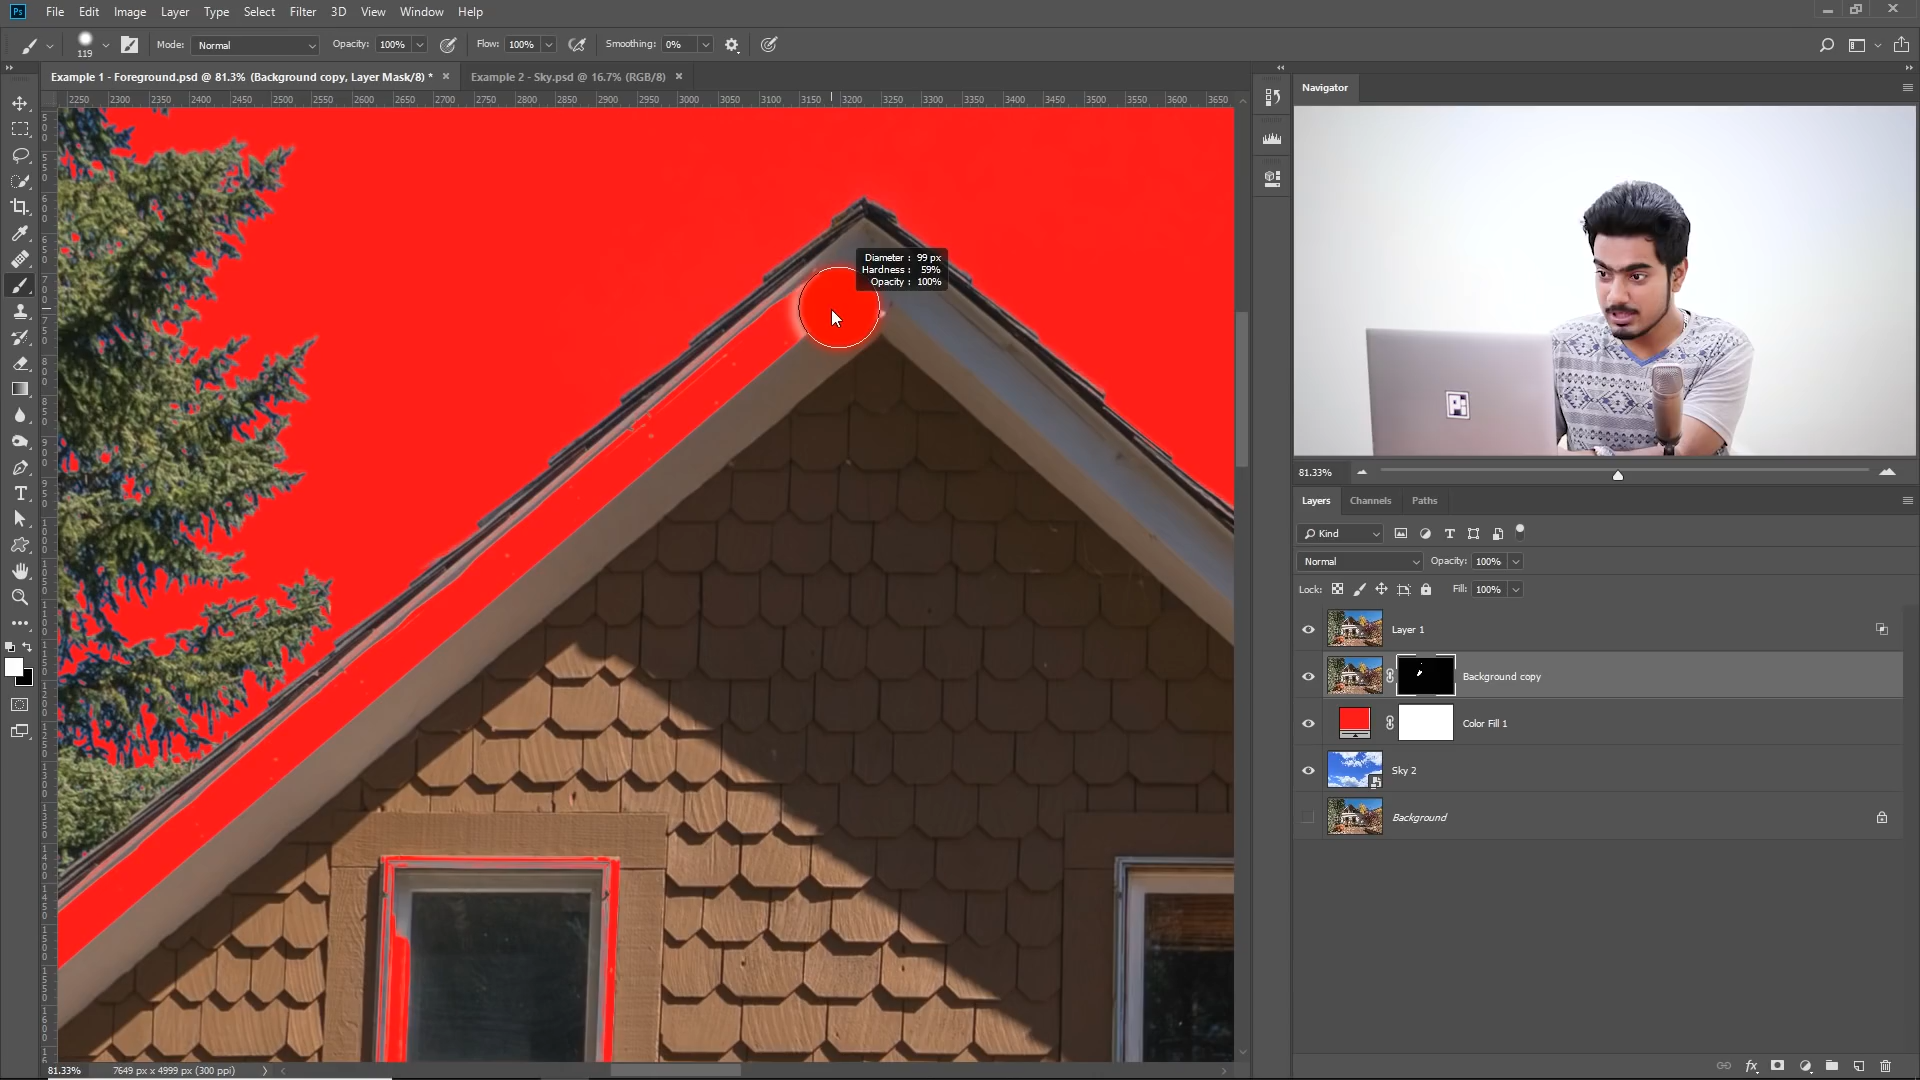 Ps File Edit Image Layer Type Select Filter 3D View Window Help
119 Mode: Normal Opacity: 100% Flow: 100% Smoothing: 0%
Example 1 - Foreground.psd @ 81.3% (Background copy, Layer Mask/8) * × Example 2 - Sky.psd @ 16.7% (RGB/8) ×
2250 2300 2350 2400 2450 2500 2550 2600 2650 2700 2750 2800 2850 2900 2950 3000 3050 3100 3150 3200 3250 3300 3350 3400 3450 3500 3550 3600 3650
Navigator
Diameter : 99 px
Hardness : 59%
Opacity : 100%
81.33%
Layers Channels Paths
Kind
Normal Opacity: 100%
Lock: Fill: 100%
Layer 1
Background copy
Color Fill 1
Sky 2
Background
81.33% 7649 px x 4999 px (300 ppi)
fx